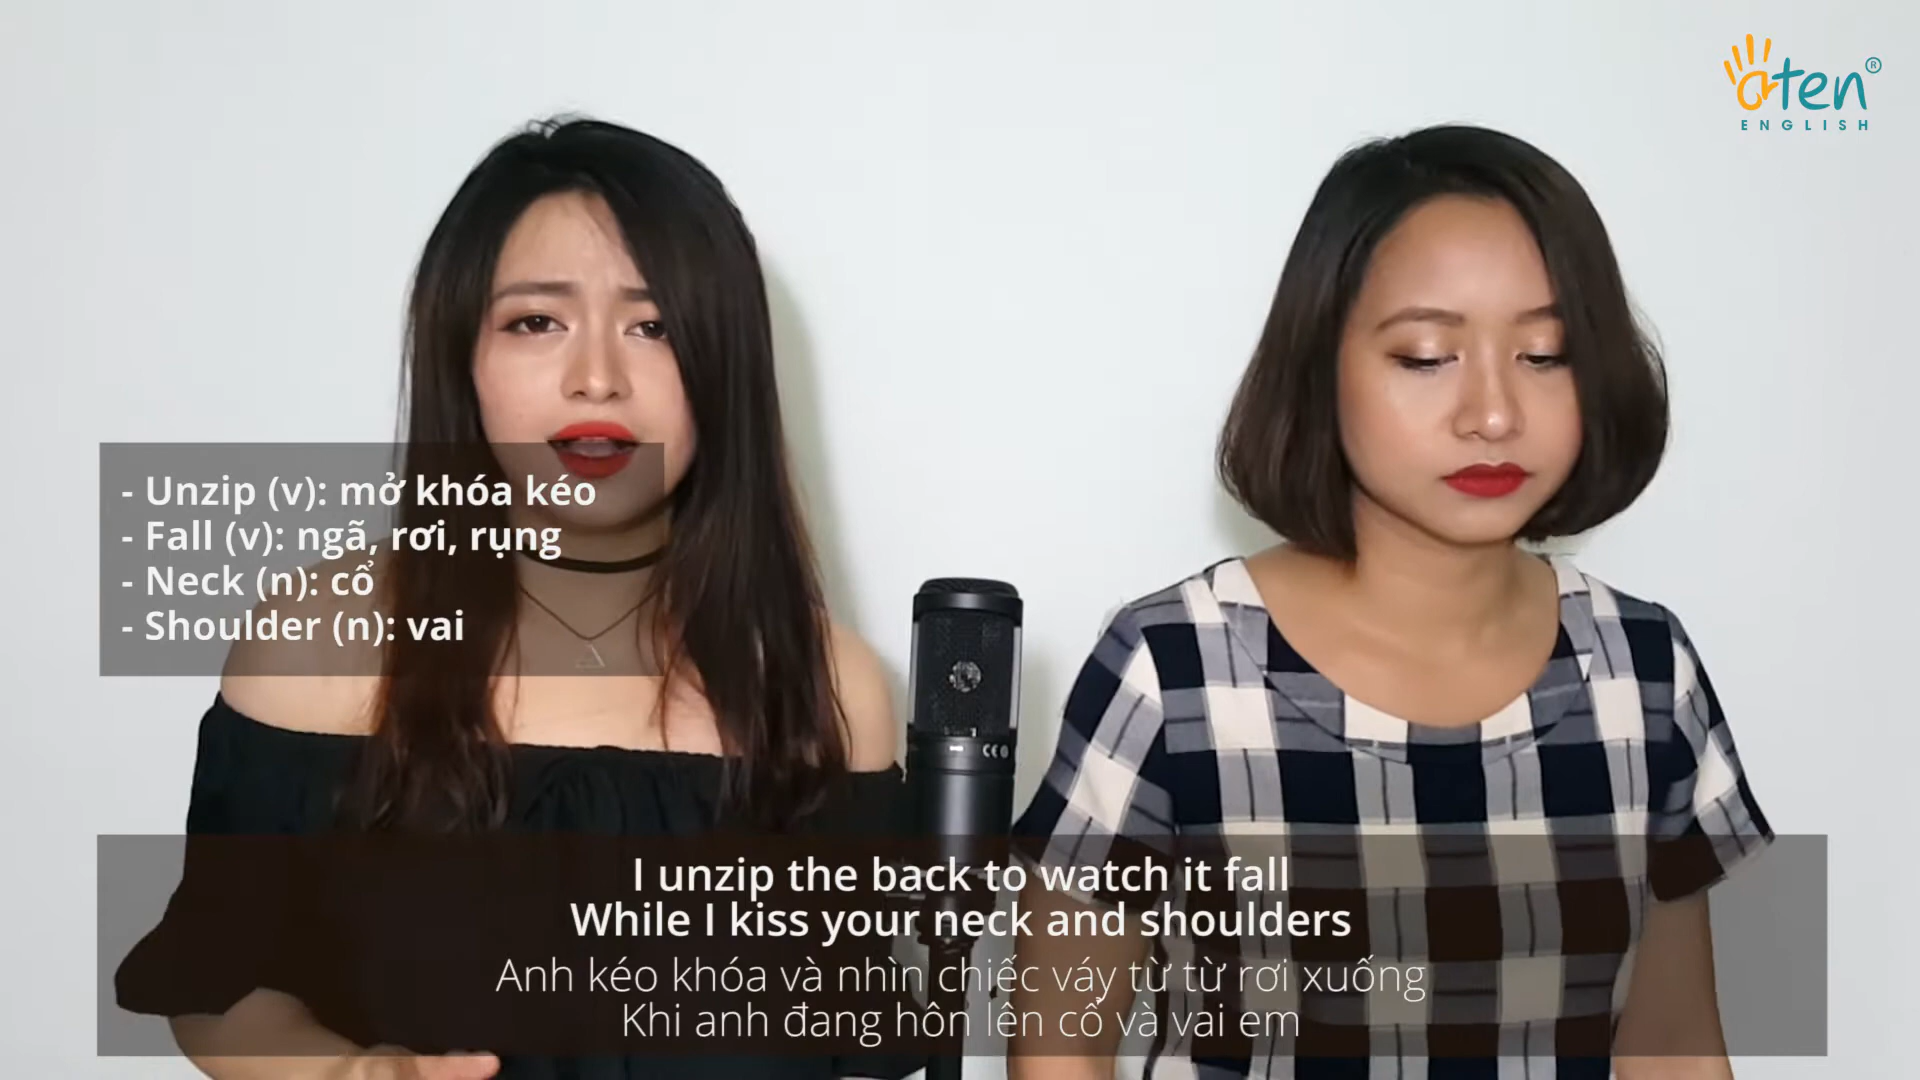 aten®
ENGLISH
- Unzip (v): mở khóa kéo
- Fall (v): ngã, rơi, rụng
- Neck (n): cổ
- Shoulder (n): vai
CE
I unzip the back to watch it fall
While I kiss your neck and shoulders
Anh kéo khóa và nhìn chiếc váy từ từ rơi xuống
Khi anh đang hôn lên cổ và vai em